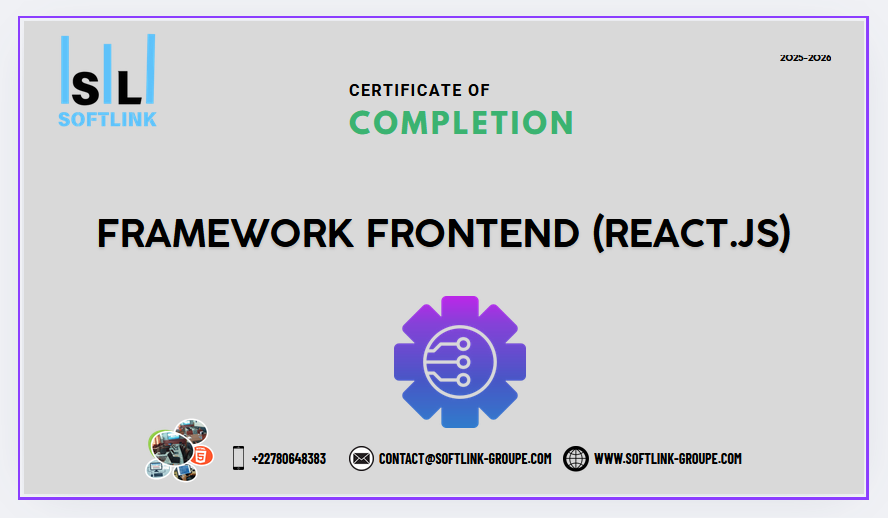 SL
SOFTLINK
2025-2026
CERTIFICATE OF
COMPLETION
FRAMEWORK FRONTEND (REACT.JS)
+22780648383
CONTACT@SOFTLINK-GROUPE.COM
WWW.SOFTLINK-GROUPE.COM